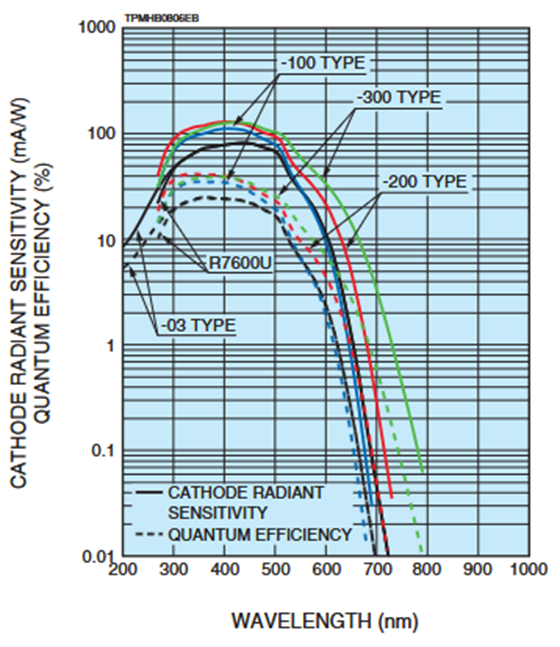 TPMHB0806EB
1000
100
10
1
0.1
0.01
CATHODE RADIANT SENSITIVITY (mA/W)
QUANTUM EFFICIENCY (%)
-100 TYPE
-300 TYPE
-200 TYPE
R7600U
-03 TYPE
CATHODE RADIANT
SENSITIVITY
QUANTUM EFFICIENCY
200 300 400 500 600 700 800 900 1000
WAVELENGTH (nm)